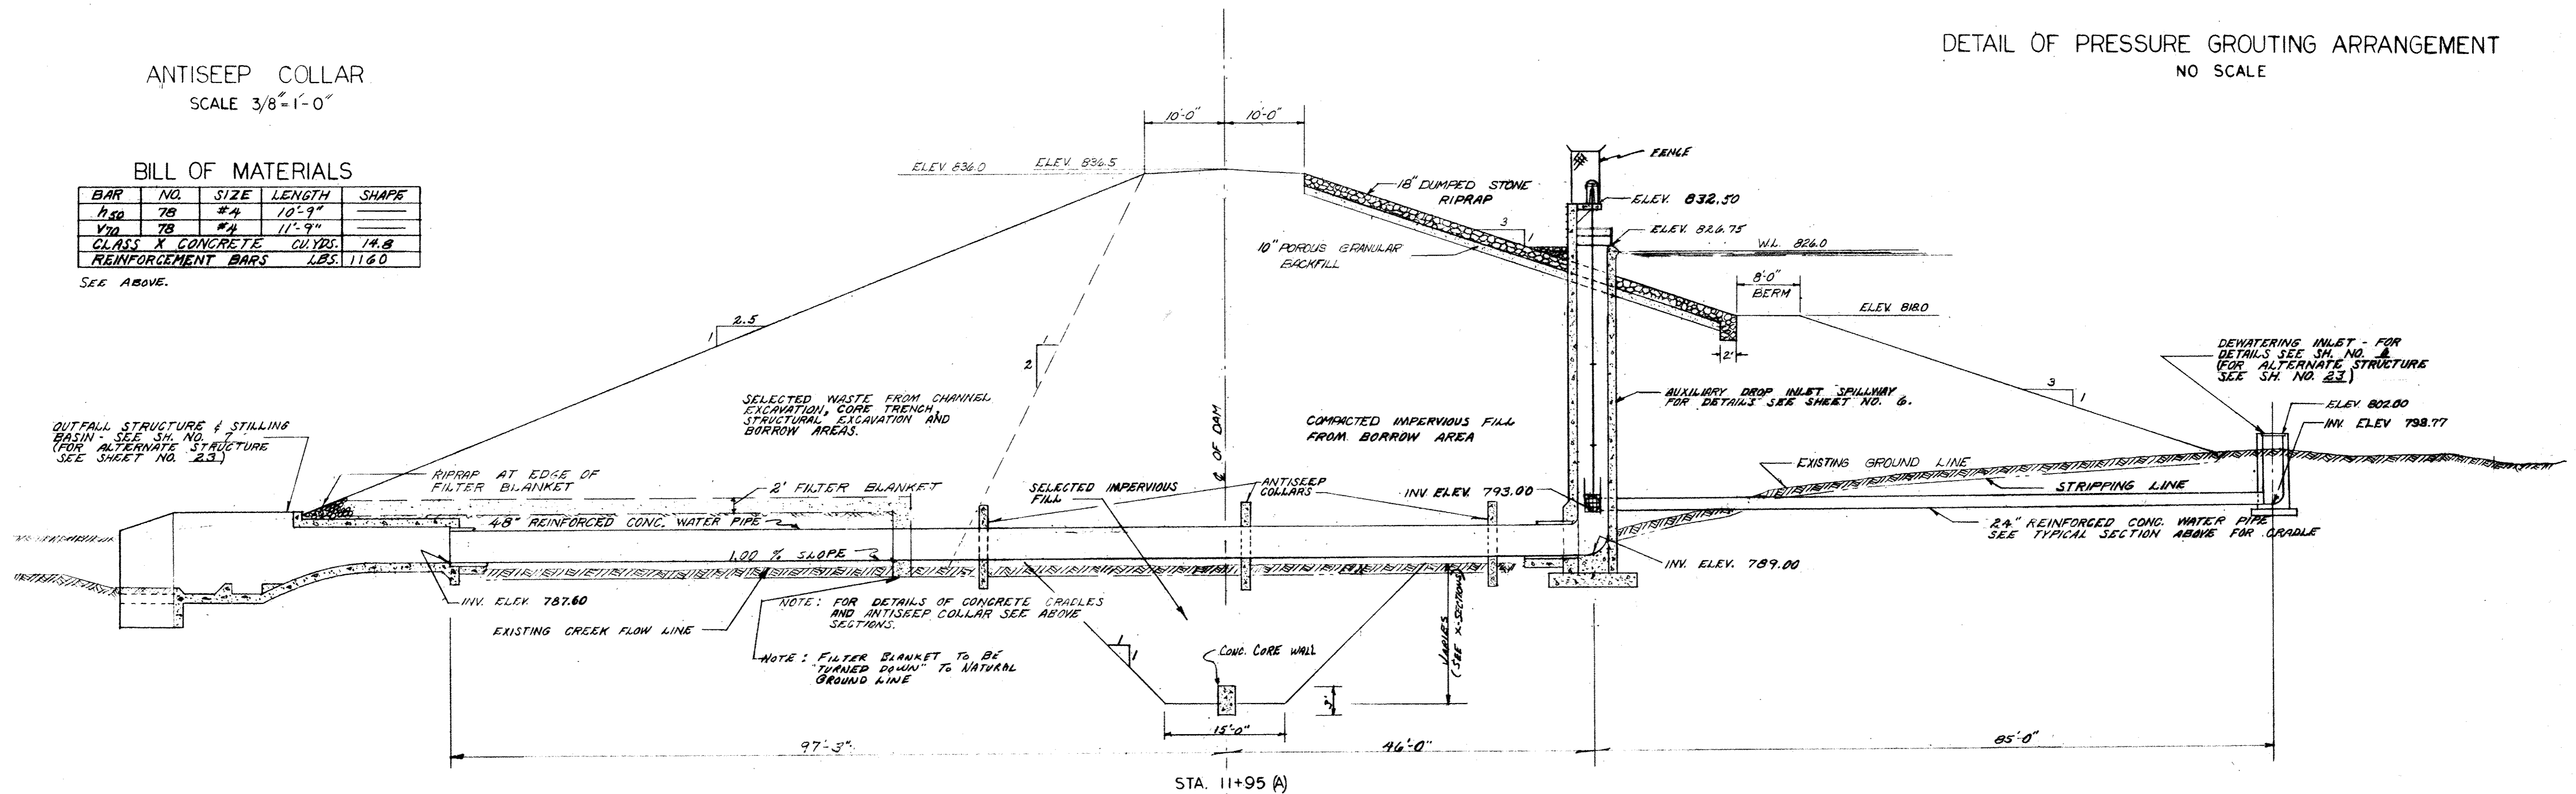 ANTISEEP COLLAR
SCALE 3/8"=1'-0"
DETAIL OF PRESSURE GROUTING ARRANGEMENT
NO SCALE
BILL OF MATERIALS
BAR NO. SIZE LENGTH SHAPE
h50 78 #4 10'-9"
V70 78 #4 11'-9"
CLASS X CONCRETE CU.YDS. 14.8
REINFORCEMENT BARS LBS. 1160
SEE ABOVE.
10'-0" 10'-0"
ELEV. 836.0 ELEV. 836.5
FENCE
18" DUMPED STONE
RIPRAP
ELEV. 832.50
3
1
ELEV. 826.75
W.L. 826.0
10" POROUS GRANULAR
BACKFILL
8'-0"
BERM
ELEV. 818.0
2.5
1
1
2
2'
3
1
DEWATERING INLET - FOR
DETAILS SEE SH. NO.
(FOR ALTERNATE STRUCTURE
SEE SH. NO. 23)
SELECTED WASTE FROM CHANNEL
EXCAVATION, CORE TRENCH,
STRUCTURAL EXCAVATION AND
BORROW AREAS.
℄ OF DAM
COMPACTED IMPERVIOUS FILL
FROM BORROW AREA
AUXILIARY DROP INLET SPILLWAY
FOR DETAILS SEE SHEET NO. 6.
ELEV. 802.00
INV. ELEV 798.77
OUTFALL STRUCTURE & STILLING
BASIN - SEE SH. NO. 7
(FOR ALTERNATE STRUCTURE
SEE SHEET NO. 23)
RIPRAP AT EDGE OF
FILTER BLANKET
2' FILTER BLANKET
SELECTED IMPERVIOUS
FILL
ANTISEEP
COLLARS
INV ELEV. 793.00
EXISTING GROUND LINE
STRIPPING LINE
48" REINFORCED CONC. WATER PIPE
1.00 % SLOPE
24" REINFORCED CONC. WATER PIPE
SEE TYPICAL SECTION ABOVE FOR CRADLE
INV. ELEV. 789.00
INV. ELEV 787.60
EXISTING CREEK FLOW LINE
NOTE: FOR DETAILS OF CONCRETE CRADLES
AND ANTISEEP COLLAR SEE ABOVE
SECTIONS.
NOTE: FILTER BLANKET TO BE
"TURNED DOWN" TO NATURAL
GROUND LINE
1
1
CONC. CORE WALL
VARIES
(SEE X-SECTIONS)
15'-0"
97'-3"
46'-0"
85'-0"
STA. 11+95 (A)